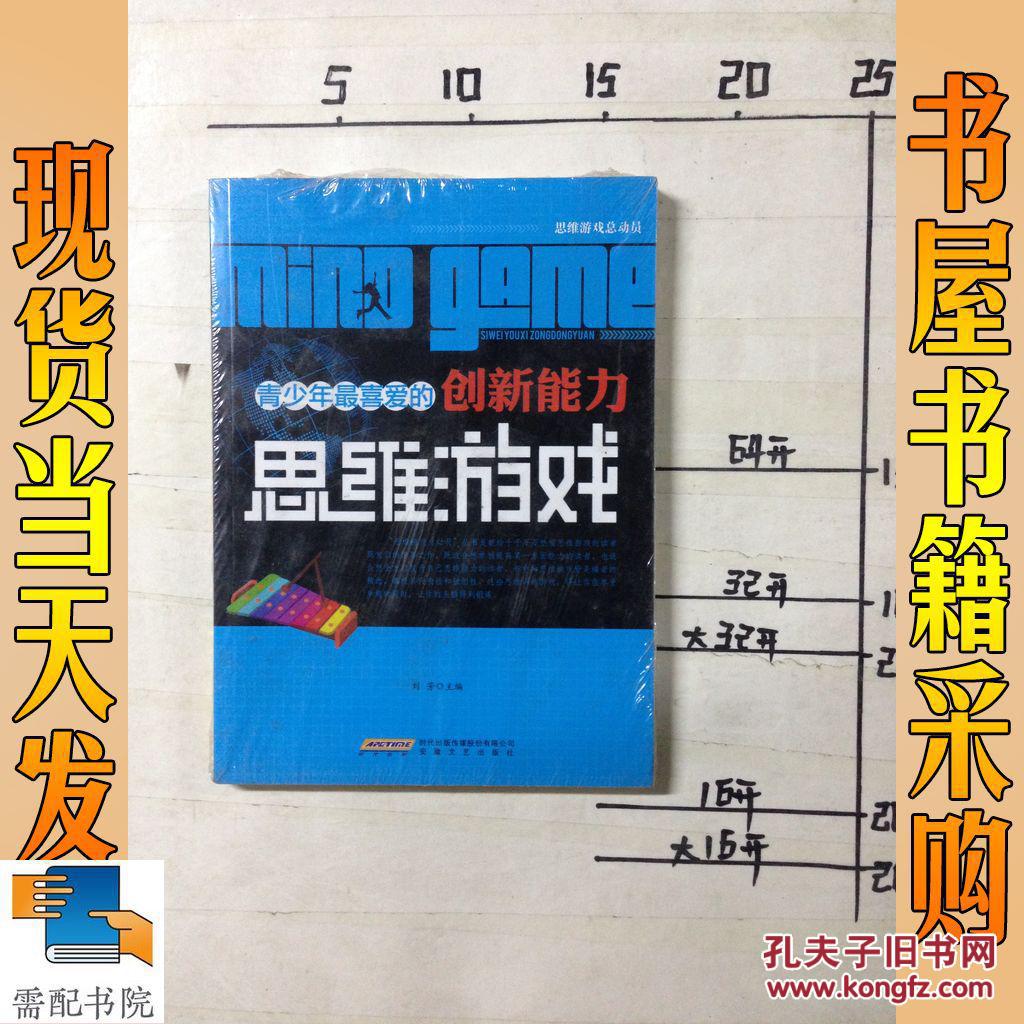 现货当天发
书屋书籍采购
5 10 15 20 25
思维游戏总动员
mind game
SIWEIYOUXIZONGDONGYUAN
青少年最喜爱的 创新能力
思维游戏
刘 芳○主编
ARCTIME
时代出版传媒股份有限公司
安徽文艺出版社
64开
32开
大32开
16开
大16开
需配书院
孔夫子旧书网
www.kongfz.com